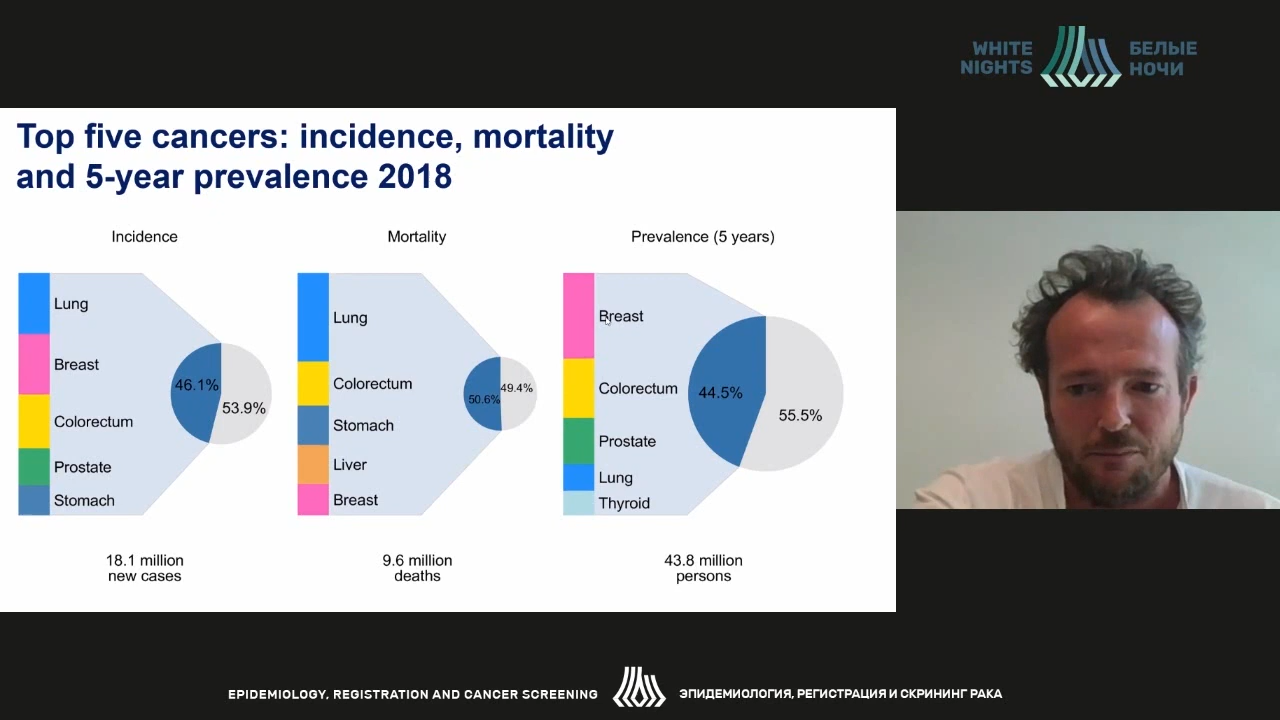 WHITE
NIGHTS
БЕЛЫЕ
НОЧИ
Top five cancers: incidence, mortality
and 5-year prevalence 2018
Incidence
Lung
Breast
Colorectum
Prostate
Stomach
46.1%
53.9%
18.1 million
new cases
Mortality
Lung
Colorectum
Stomach
Liver
Breast
50.6%
49.4%
9.6 million
deaths
Prevalence (5 years)
Breast
Colorectum
Prostate
Lung
Thyroid
44.5%
55.5%
43.8 million
persons
EPIDEMIOLOGY, REGISTRATION AND CANCER SCREENING
ЭПИДЕМИОЛОГИЯ, РЕГИСТРАЦИЯ И СКРИНИНГ РАКА